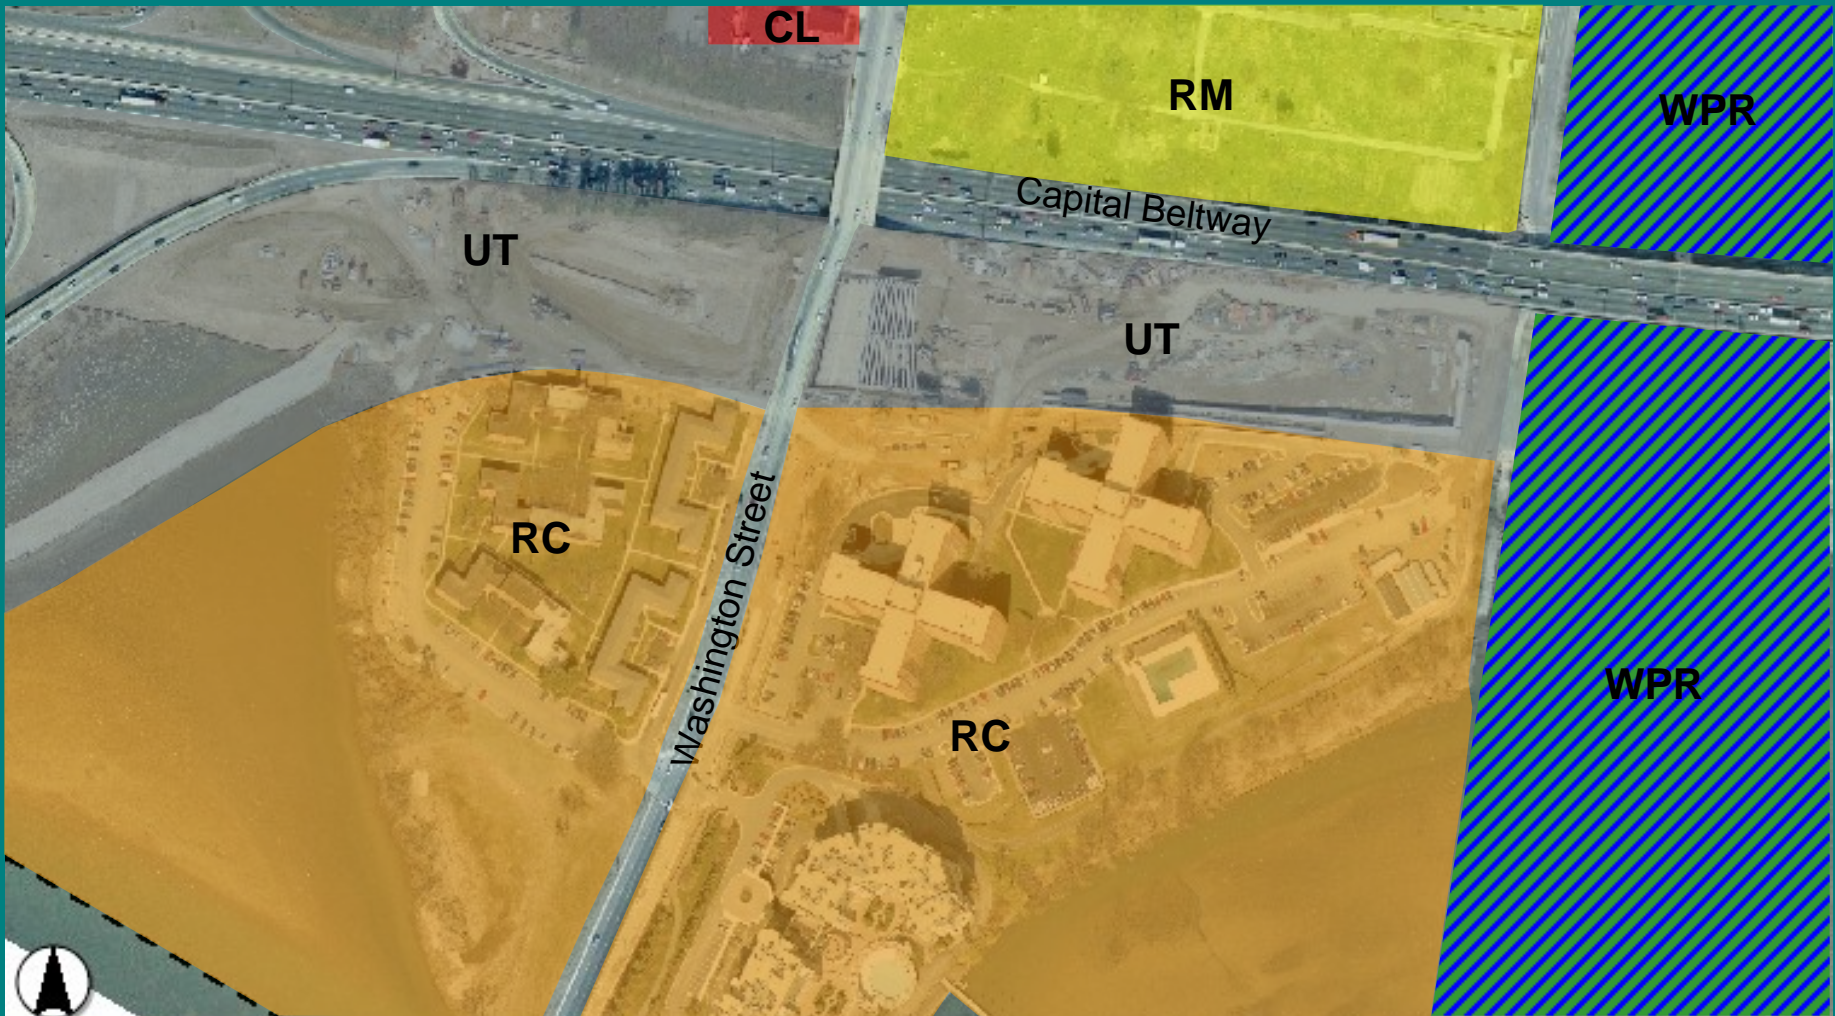 CL
RM
WPR
Capital Beltway
UT
UT
RC
Washington Street
WPR
RC